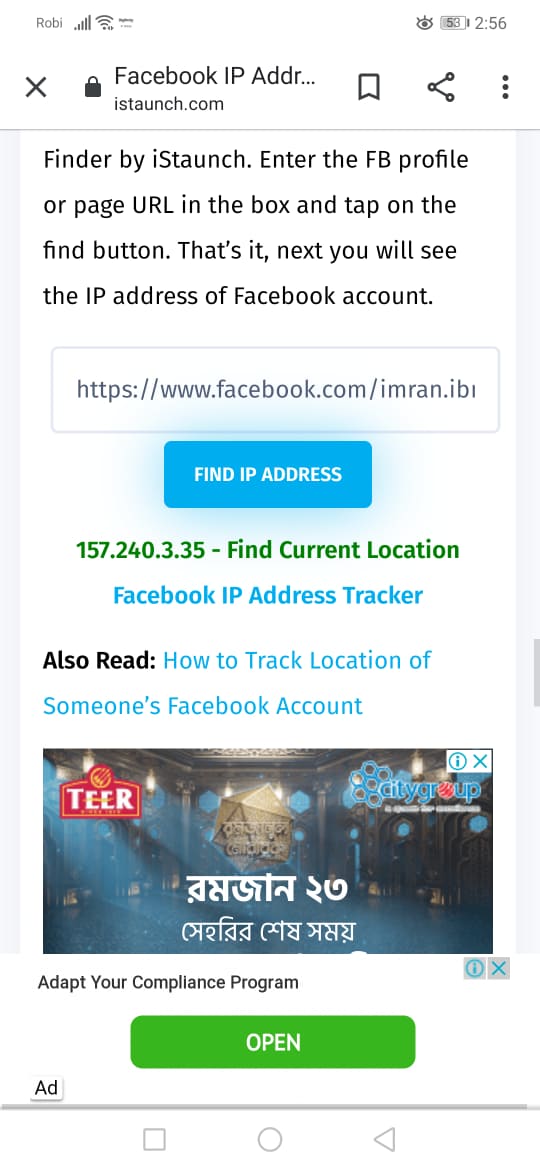 Robi 53 2:56
Facebook IP Addr...
istaunch.com
Finder by iStaunch. Enter the FB profile
or page URL in the box and tap on the
find button. That’s it, next you will see
the IP address of Facebook account.
https://www.facebook.com/imran.ib
FIND IP ADDRESS
157.240.3.35 - Find Current Location
Facebook IP Address Tracker
Also Read: How to Track Location of
Someone’s Facebook Account
TEER
citygroup
রমজান ২৩
সেহরির শেষ সময়
Adapt Your Compliance Program
OPEN
Ad